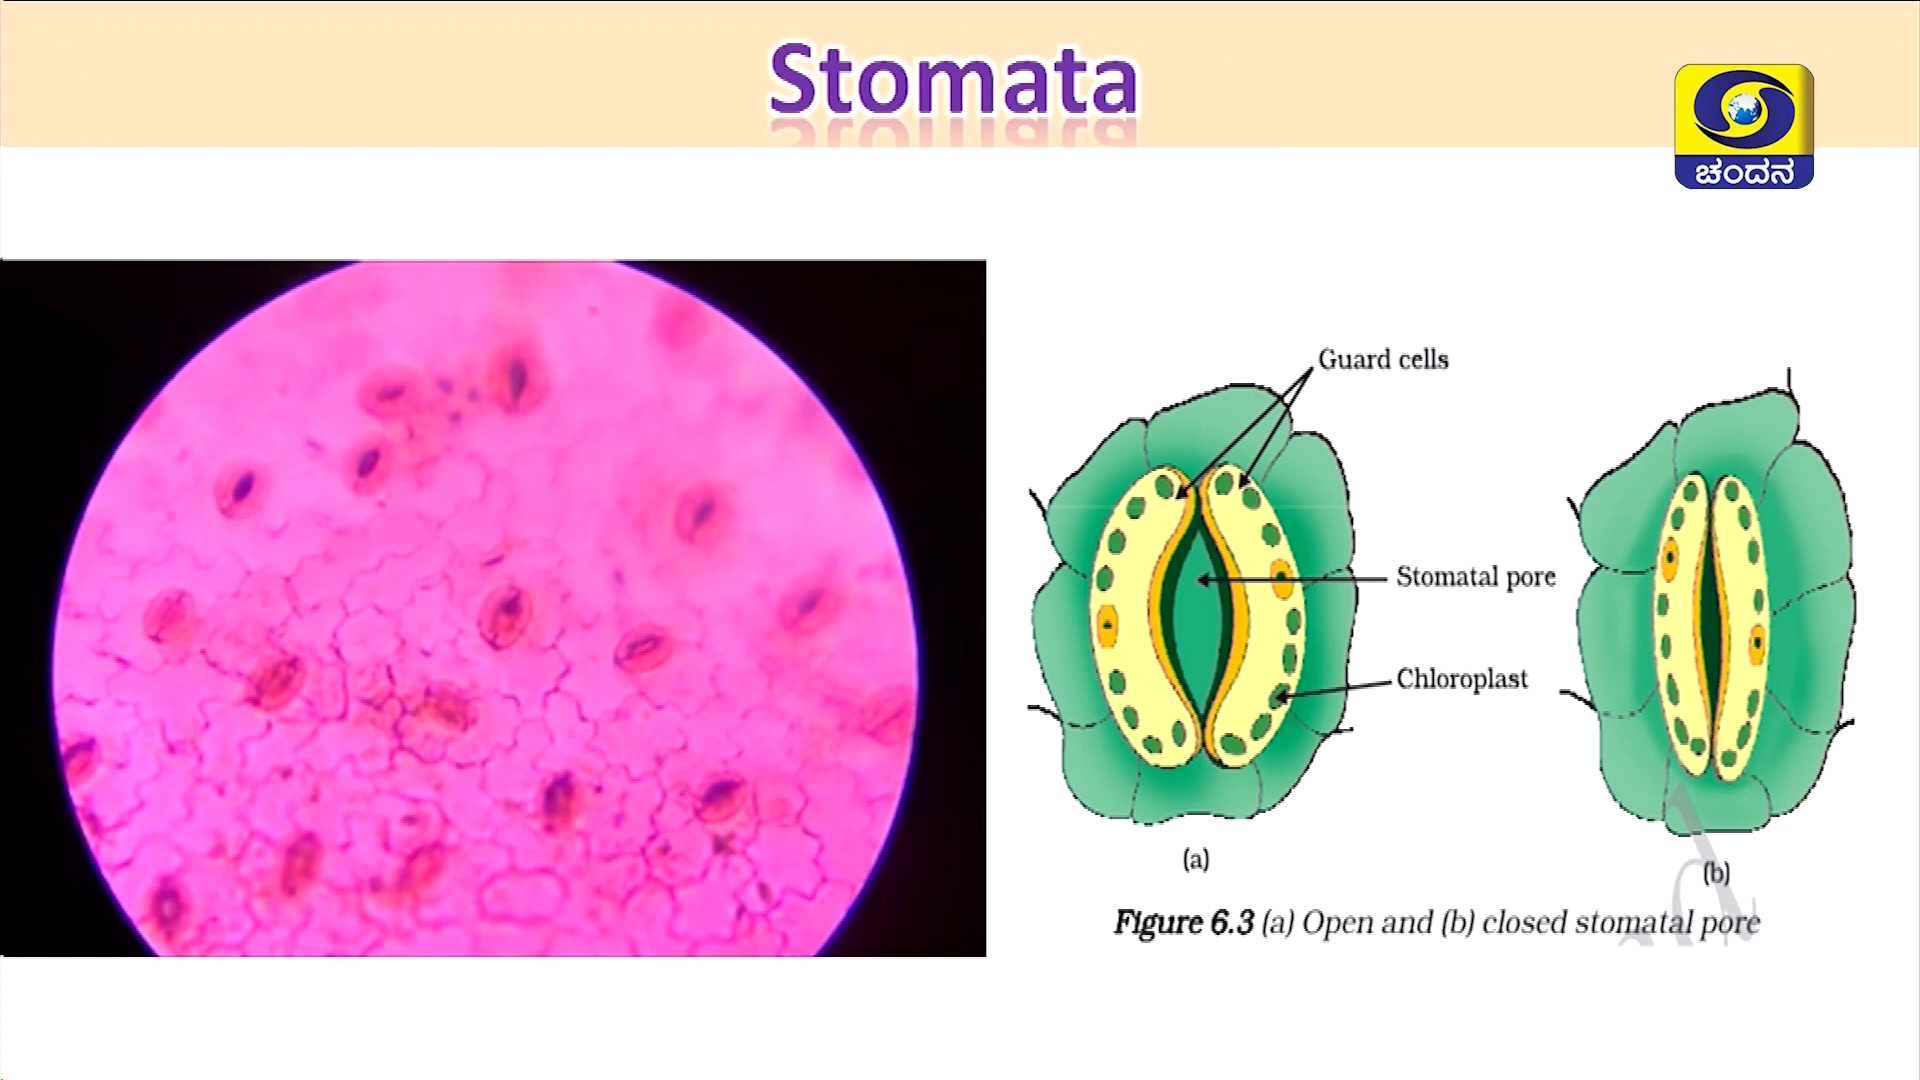 Stomata
ಚಂದನ
Guard cells
Stomatal pore
Chloroplast
(a)
(b)
Figure 6.3 (a) Open and (b) closed stomatal pore